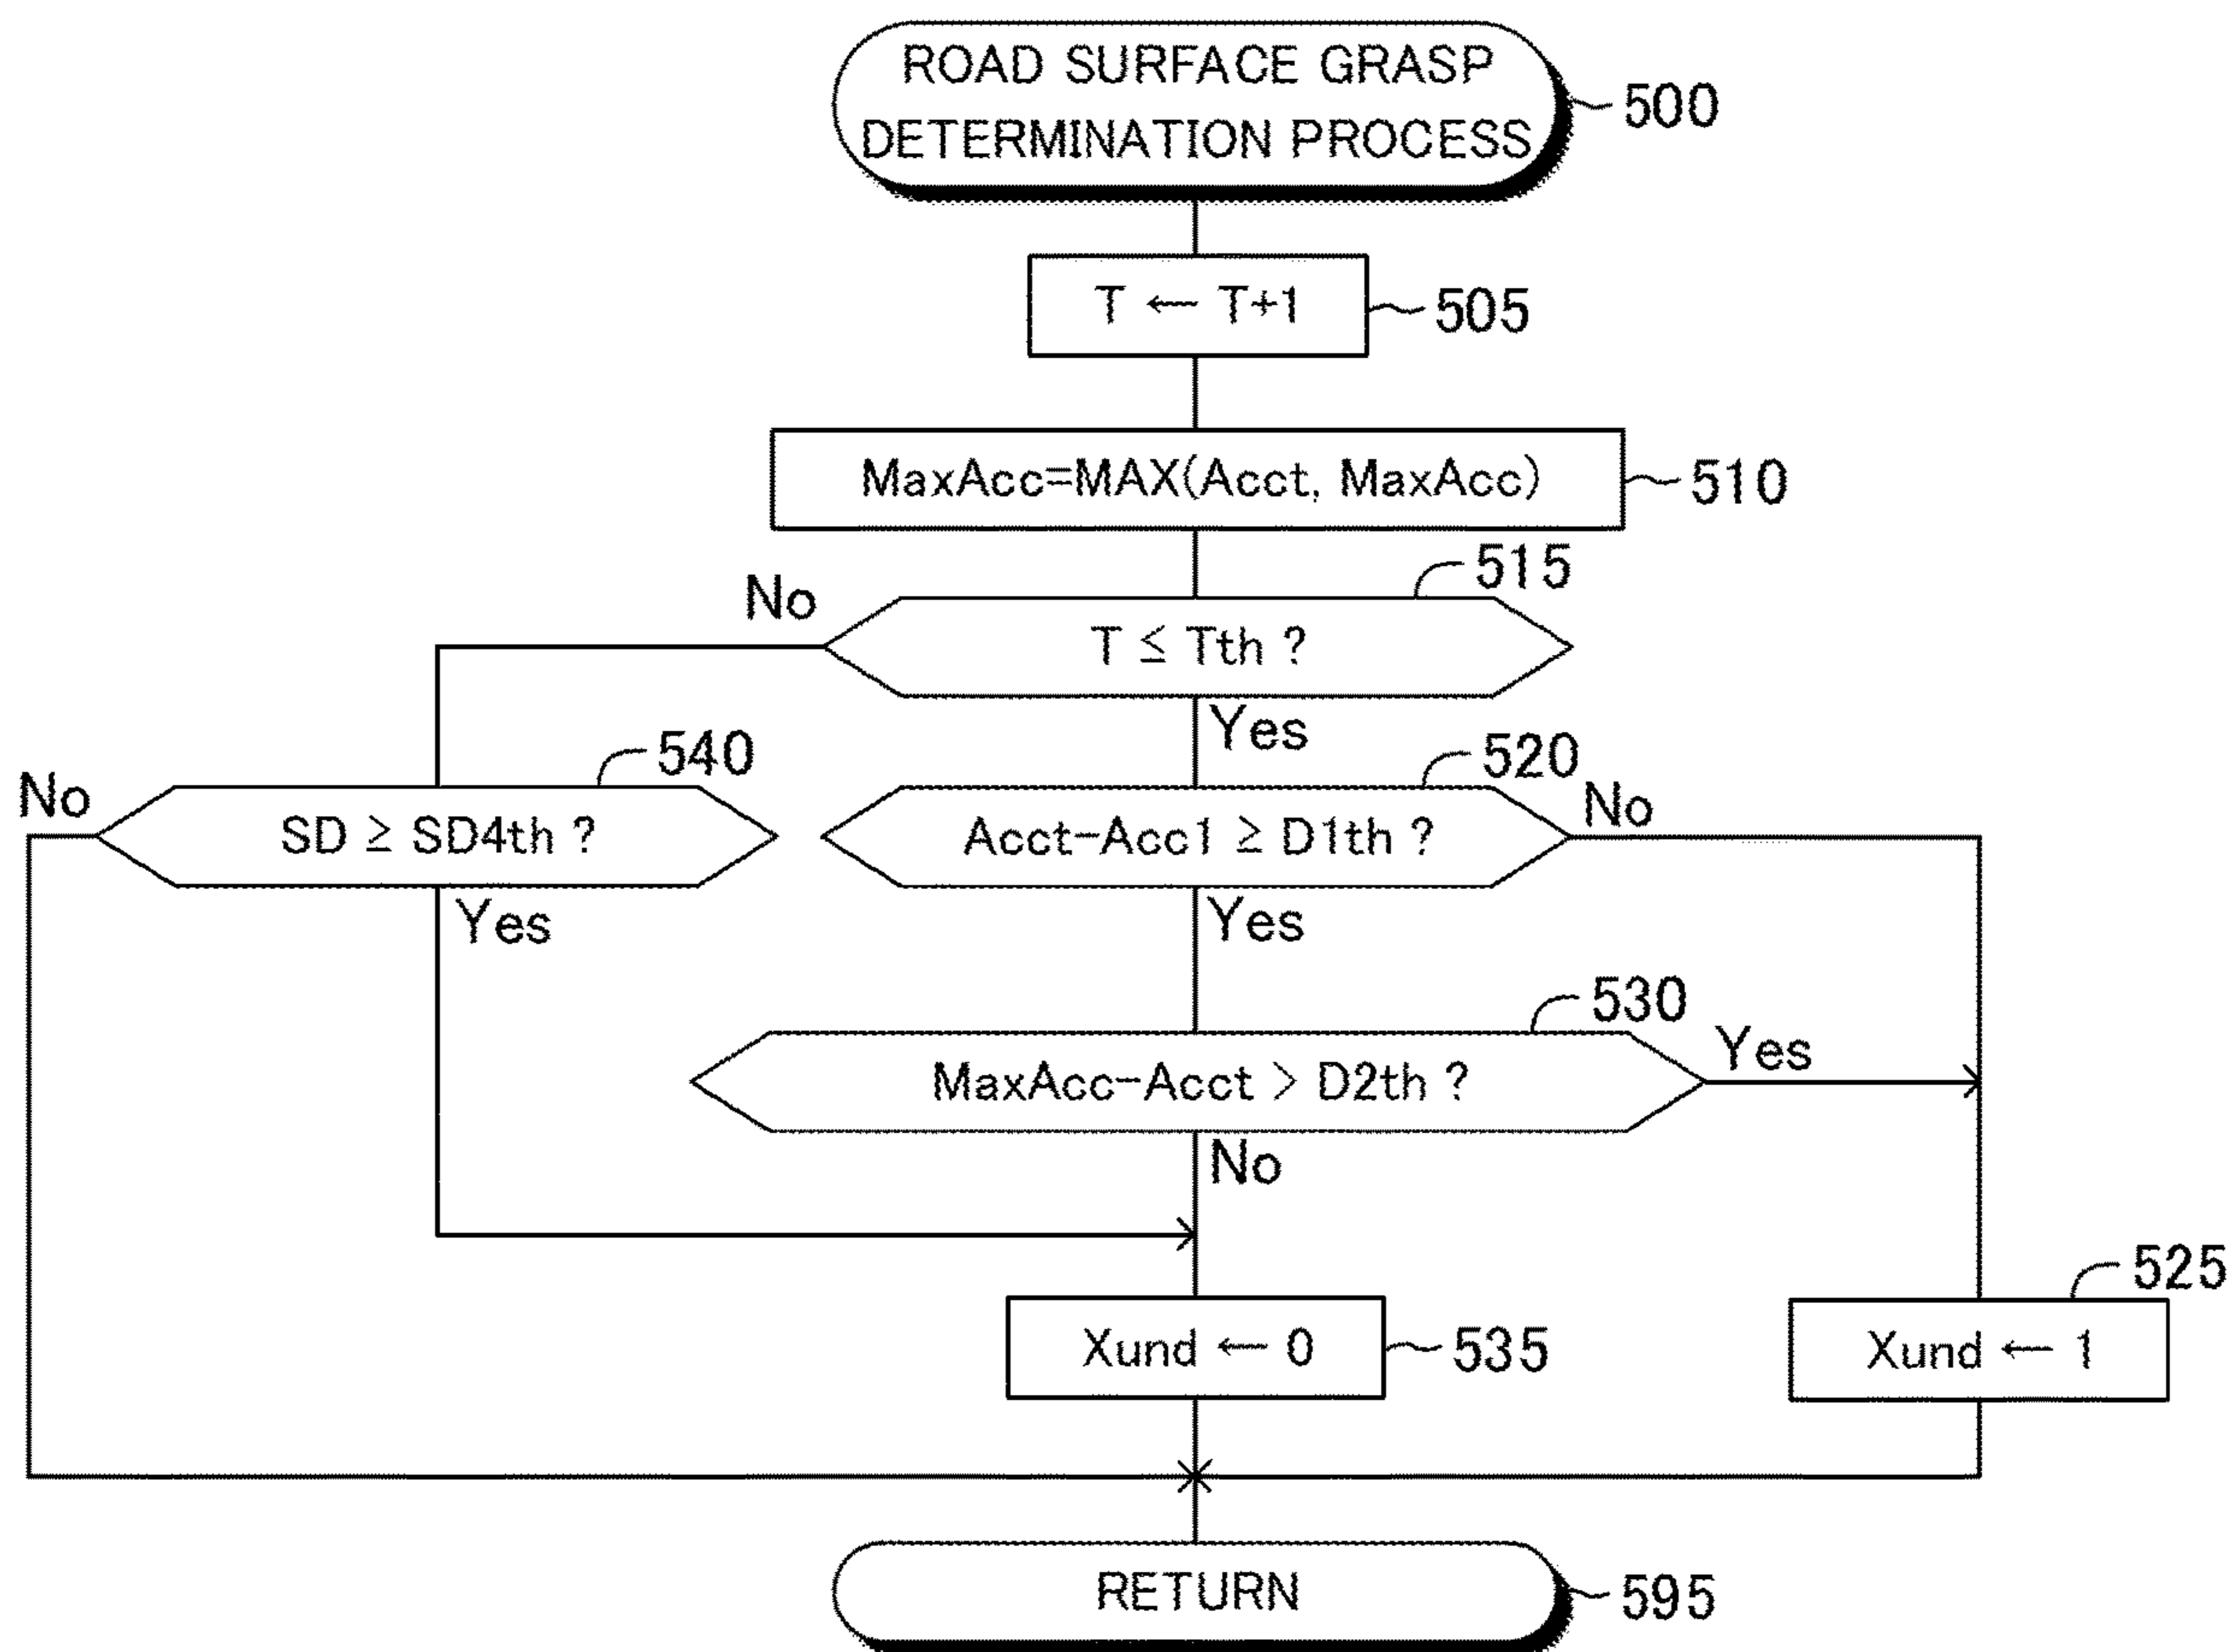 ROAD SURFACE GRASP
DETERMINATION PROCESS
500
T ← T+1
505
MaxAcc=MAX(Acct, MaxAcc)
510
515
No
T ≤ Tth ?
Yes
540
520
No
SD ≥ SD4th ?
Acct-Acc1 ≥ D1th ?
No
Yes
Yes
530
MaxAcc-Acct > D2th ?
Yes
No
525
Xund ← 0
535
Xund ← 1
RETURN
595